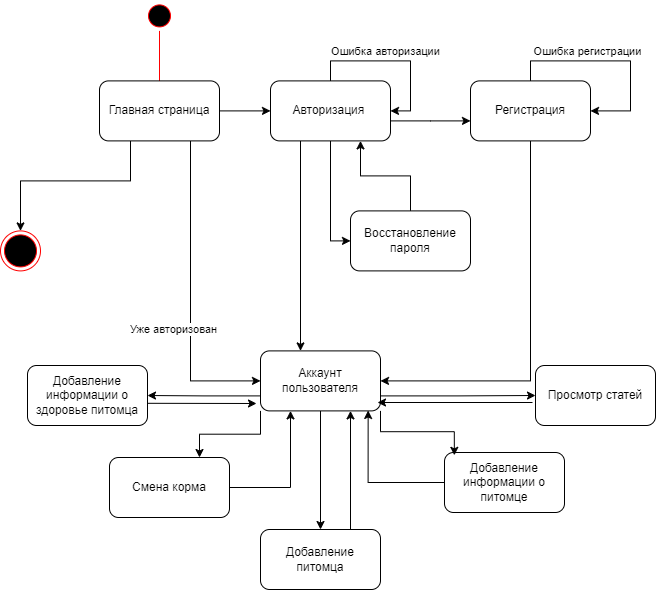 Ошибка авторизации
Ошибка регистрации
Главная страница
Авторизация
Регистрация
Восстановление
пароля
Уже авторизован
Аккаунт
пользователя
Добавление
информации о
здоровье питомца
Просмотр статей
Смена корма
Добавление
информации о
питомце
Добавление
питомца